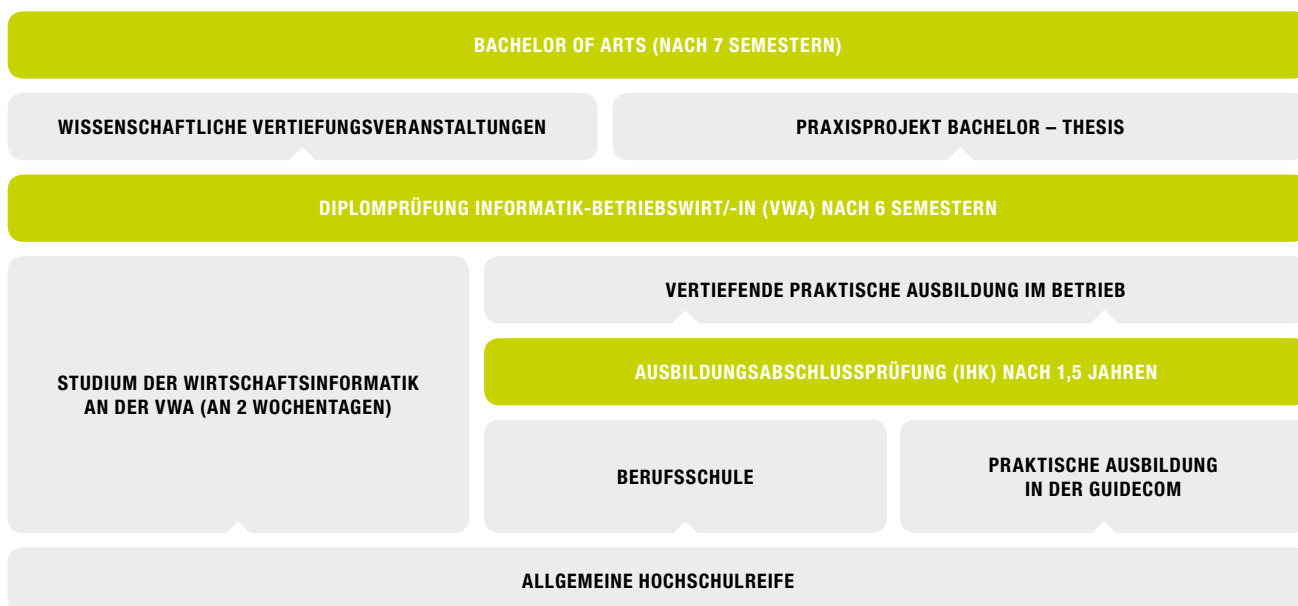 BACHELOR OF ARTS (NACH 7 SEMESTERN)
WISSENSCHAFTLICHE VERTIEFUNGSVERANSTALTUNGEN
PRAXISPROJEKT BACHELOR – THESIS
DIPLOMPRÜFUNG INFORMATIK-BETRIEBSWIRT/-IN (VWA) NACH 6 SEMESTERN
STUDIUM DER WIRTSCHAFTSINFORMATIK
AN DER VWA (AN 2 WOCHENTAGEN)
VERTIEFENDE PRAKTISCHE AUSBILDUNG IM BETRIEB
AUSBILDUNGSABSCHLUSSPRÜFUNG (IHK) NACH 1,5 JAHREN
BERUFSSCHULE
PRAKTISCHE AUSBILDUNG
IN DER GUIDECOM
ALLGEMEINE HOCHSCHULREIFE